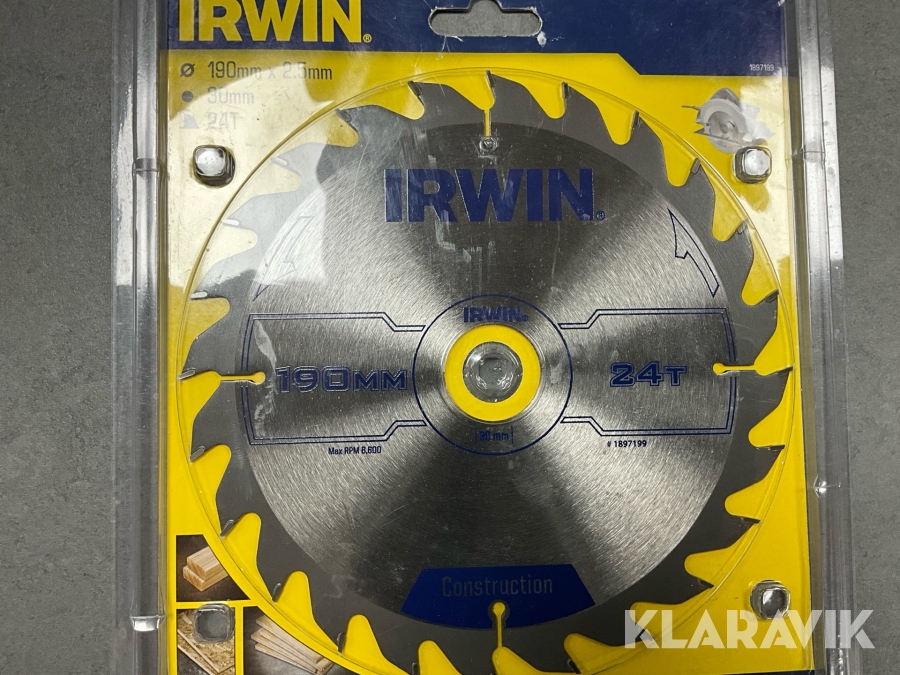 IRWIN®
Ø 190mm x 2.5mm
1897199
30mm
24T
IRWIN®
IRWIN®
190MM
24T
30 mm
Max RPM 8,600
# 1897199
Construction
KLARAVIK